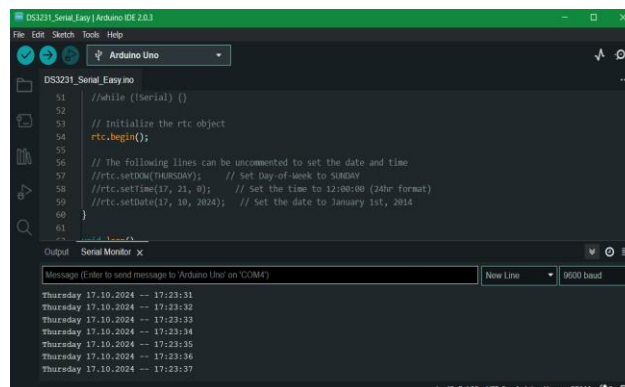 DS3231_Serial_Easy | Arduino IDE 2.0.3
File Edit Sketch Tools Help
Arduino Uno
DS3231_Serial_Easy.ino
51 //while (!Serial) {}
52
53 // Initialize the rtc object
54 rtc.begin();
55
56 // The following lines can be uncommented to set the date and time
57 //rtc.setDOW(THURSDAY); // Set Day-of-Week to SUNDAY
58 //rtc.setTime(17, 21, 0); // Set the time to 12:00:00 (24hr format)
59 //rtc.setDate(17, 10, 2024); // Set the date to January 1st, 2014
60 }
61
Output Serial Monitor x
Message (Enter to send message to 'Arduino Uno' on 'COM4') New Line 9600 baud
Thursday 17.10.2024 -- 17:23:31
Thursday 17.10.2024 -- 17:23:32
Thursday 17.10.2024 -- 17:23:33
Thursday 17.10.2024 -- 17:23:34
Thursday 17.10.2024 -- 17:23:35
Thursday 17.10.2024 -- 17:23:36
Thursday 17.10.2024 -- 17:23:37